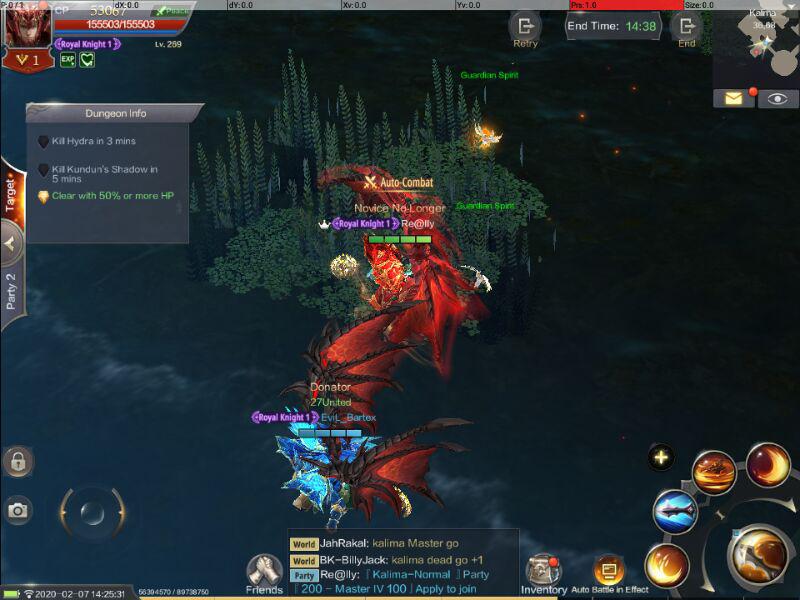 P:0 / 1
dX:0.0
dY:0.0
Xv:0.0
Yv:0.0
Prs:1.0
Size:0.0
CP 53067
Peace
155503/155503
Royal Knight 1
Lv. 269
1
EXP
Retry
End Time: 14:38
End
Kalima
36,68
Guardian Spirit
Dungeon Info
Kill Hydra in 3 mins
Kill Kundun's Shadow in
5 mins
Clear with 50% or more HP
Target
Party 2
Auto-Combat
Novice No Longer
Guardian Spirit
Royal Knight 1 Re@lly
Donator
27United
Royal Knight 1 EviL_Bartex
World JahRakal: kalima Master go
World BK-BillyJack: kalima dead go +1
Party Re@lly: 『Kalima-Normal 』Party
『200 - Master IV 100』Apply to join
Friends
Inventory
Auto Battle in Effect
2020-02-07 14:25:31
56394570 / 89738750